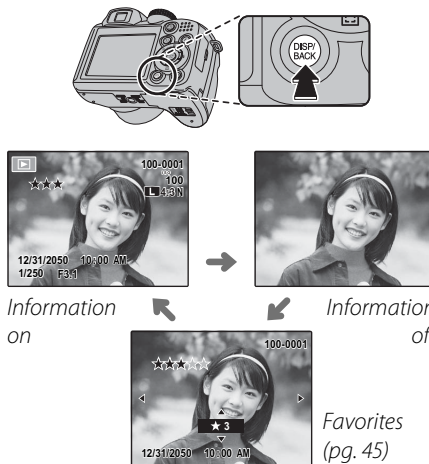 DISP/
BACK
100-0001
100
L 4:3 N
12/31/2050 10:00 AM
1/250 F3.1
Information
on
Information
of
100-0001
★ 3
12/31/2050 10:00 AM
Favorites
(pg. 45)